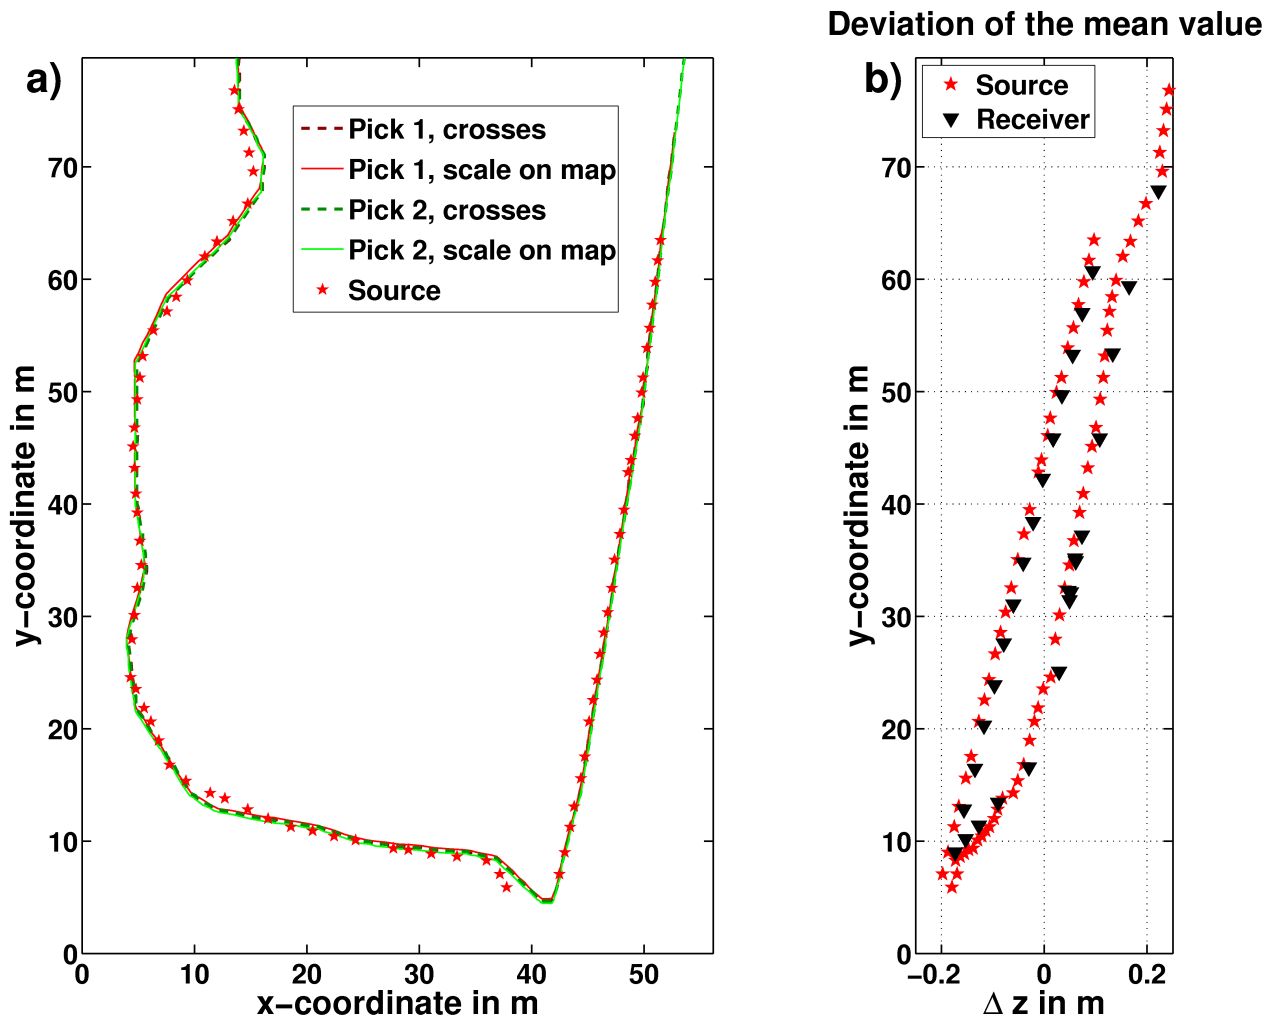 Deviation of the mean value
a)
Pick 1, crosses
Pick 1, scale on map
Pick 2, crosses
Pick 2, scale on map
Source
y−coordinate in m
70
60
50
40
30
20
10
0
0 10 20 30 40 50
x−coordinate in m
b)
Source
Receiver
y−coordinate in m
70
60
50
40
30
20
10
0
−0.2 0 0.2
Δ z in m